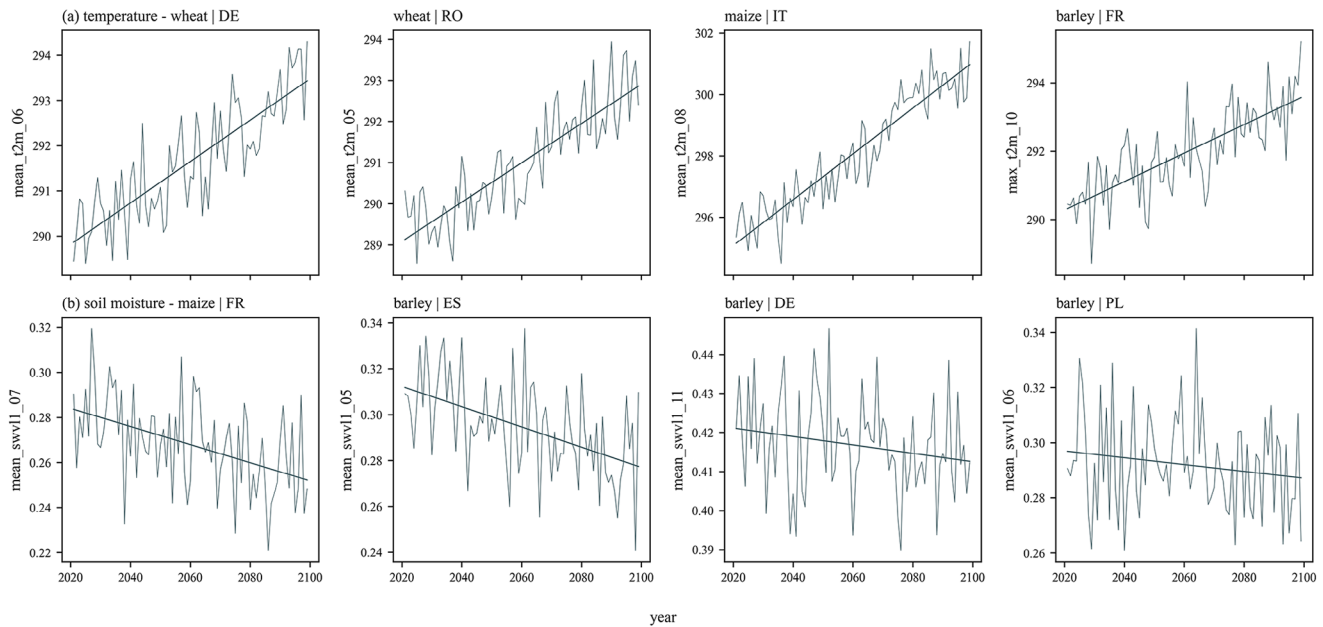 (a) temperature - wheat | DE
wheat | RO
maize | IT
barley | FR
294
293
292
291
290
mean_t2m_06
294
293
292
291
290
289
mean_t2m_05
302
300
298
296
mean_t2m_08
294
292
290
max_t2m_10
(b) soil moisture - maize | FR
barley | ES
barley | DE
barley | PL
0.32
0.30
0.28
0.26
0.24
0.22
mean_swvl1_07
0.34
0.32
0.30
0.28
0.26
0.24
mean_swvl1_05
0.44
0.43
0.42
0.41
0.40
0.39
mean_swvl1_11
0.34
0.32
0.30
0.28
0.26
mean_swvl1_06
2020 2040 2060 2080 2100
2020 2040 2060 2080 2100
2020 2040 2060 2080 2100
2020 2040 2060 2080 2100
year